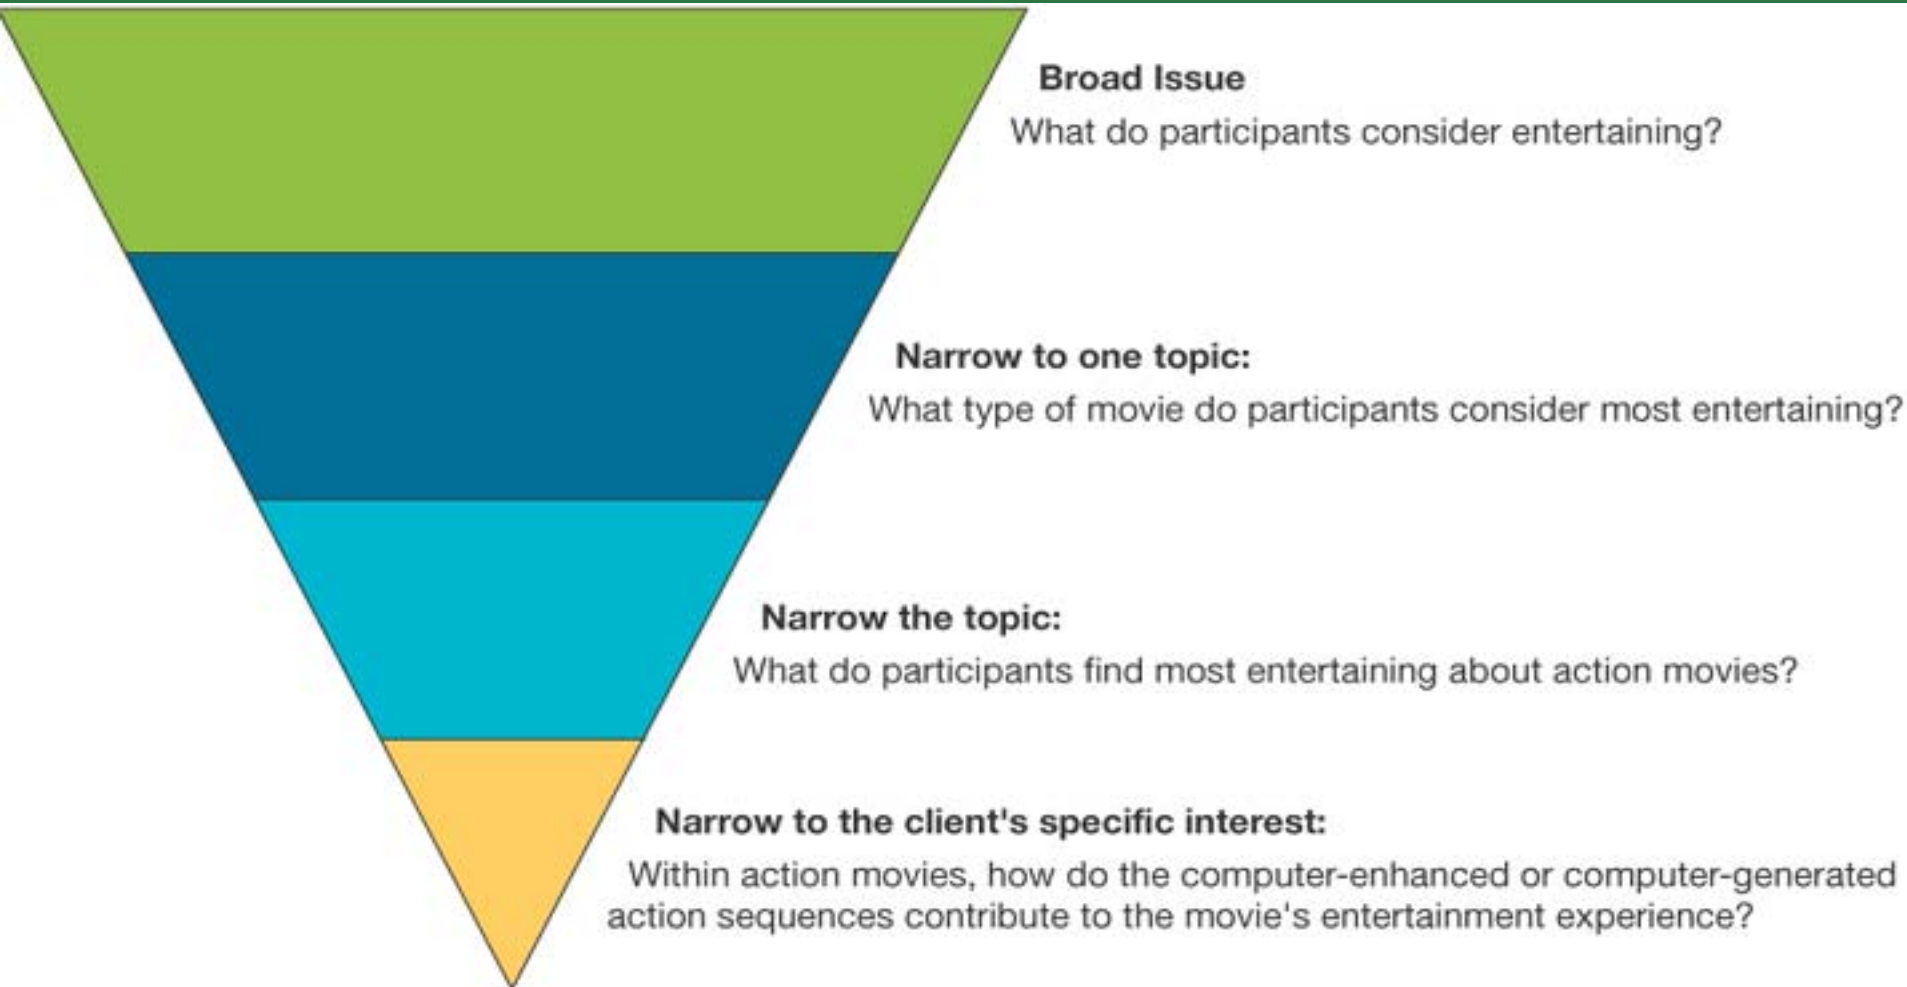 Broad Issue
What do participants consider entertaining?
Narrow to one topic:
What type of movie do participants consider most entertaining?
Narrow the topic:
What do participants find most entertaining about action movies?
Narrow to the client's specific interest:
Within action movies, how do the computer-enhanced or computer-generated
action sequences contribute to the movie's entertainment experience?